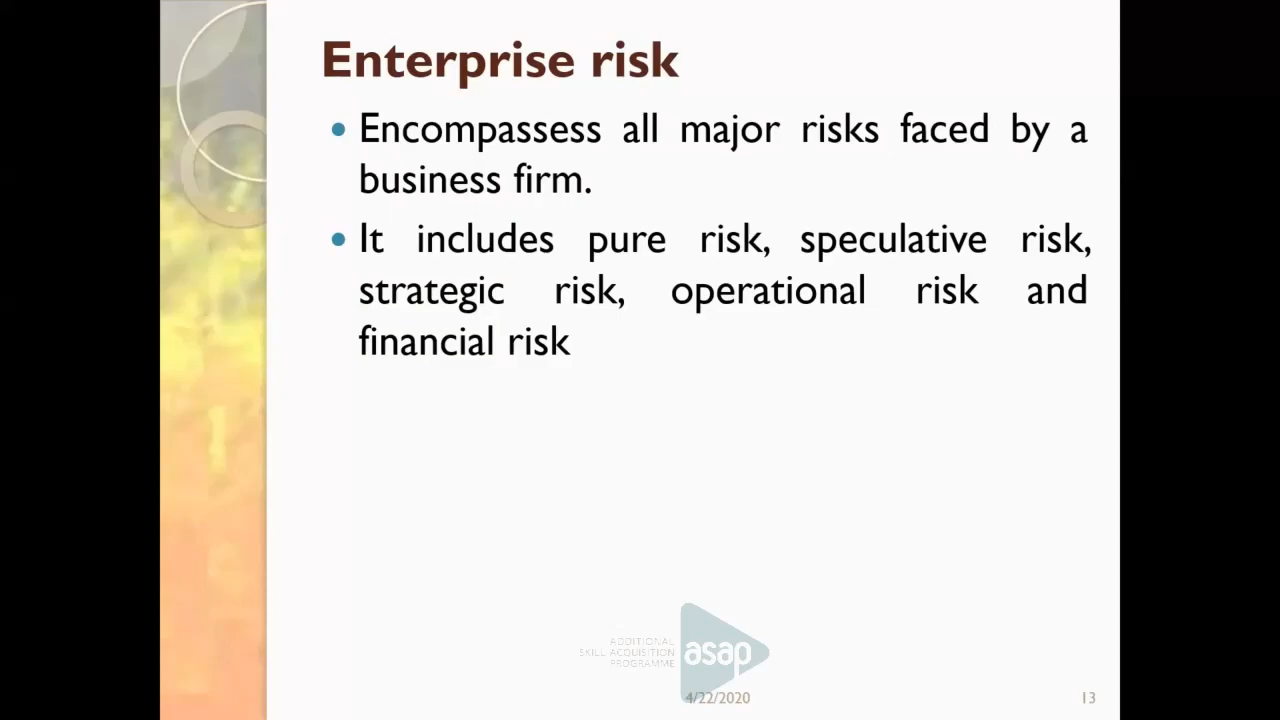 Enterprise risk
• Encompassess all major risks faced by a
business firm.
• It includes pure risk, speculative risk,
strategic risk, operational risk and
financial risk
ADDITIONAL
SKILL ACQUISITION
PROGRAMME
asap
4/22/2020
13